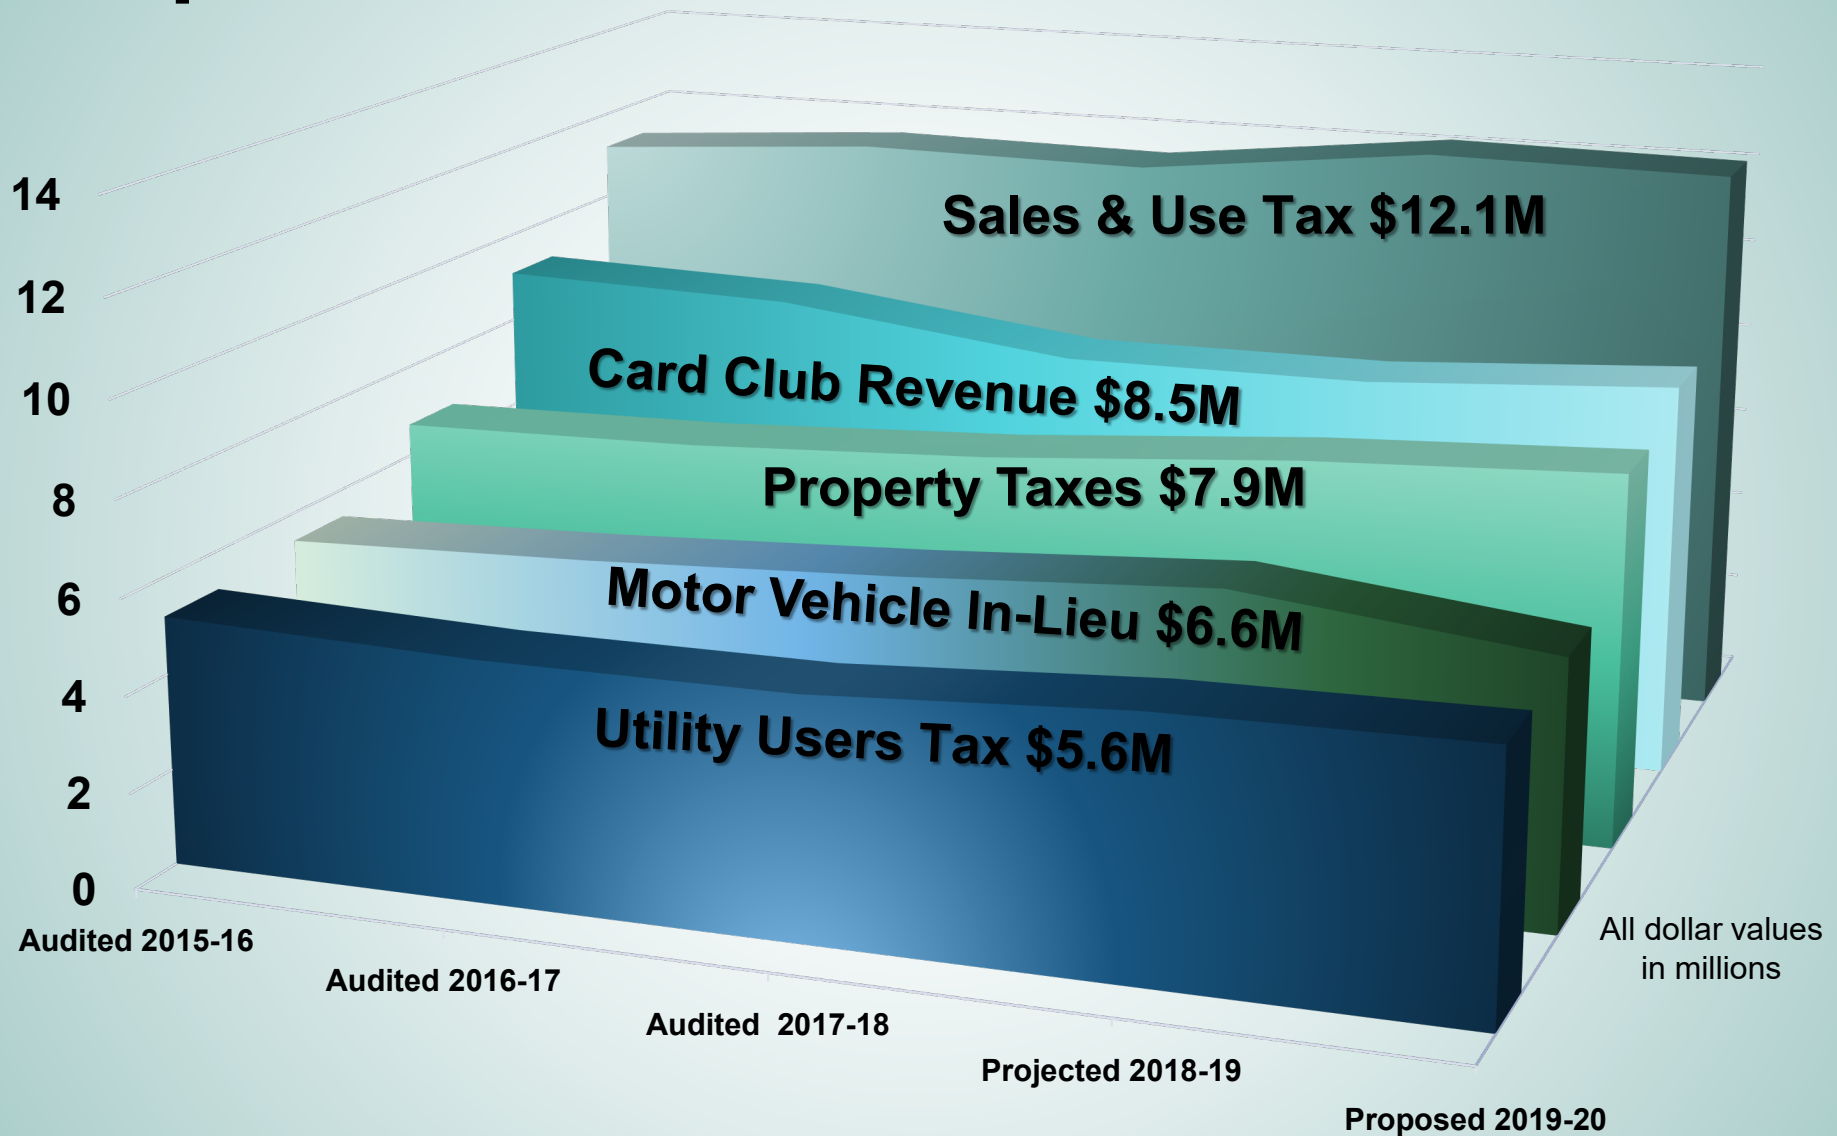 14
12
10
8
6
4
2
0
Sales & Use Tax $12.1M
Card Club Revenue $8.5M
Property Taxes $7.9M
Motor Vehicle In-Lieu $6.6M
Utility Users Tax $5.6M
Audited 2015-16
Audited 2016-17
Audited 2017-18
Projected 2018-19
Proposed 2019-20
All dollar values
in millions